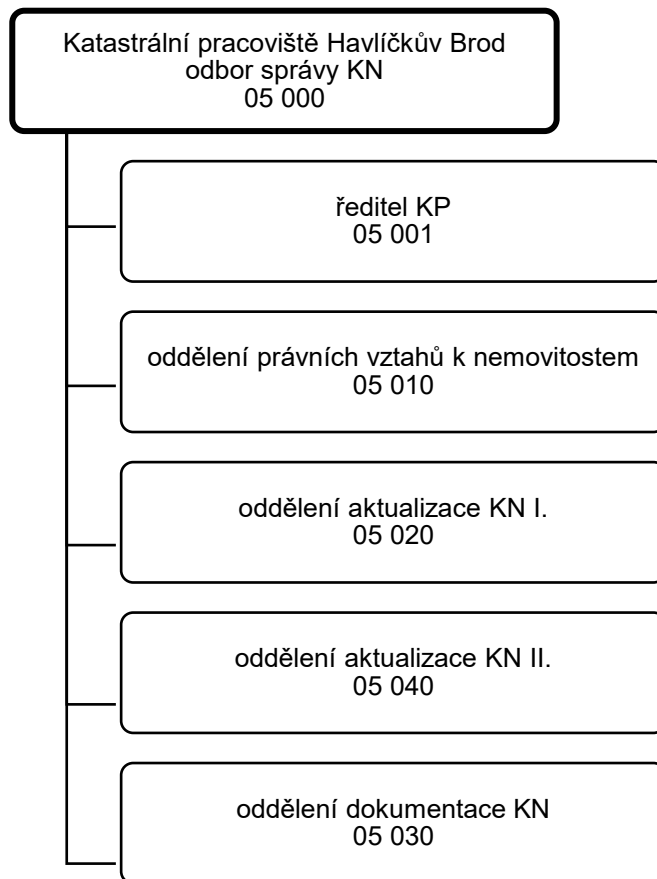 Katastrální pracoviště Havlíčkův Brod
odbor správy KN
05 000
ředitel KP
05 001
oddělení právních vztahů k nemovitostem
05 010
oddělení aktualizace KN I.
05 020
oddělení aktualizace KN II.
05 040
oddělení dokumentace KN
05 030